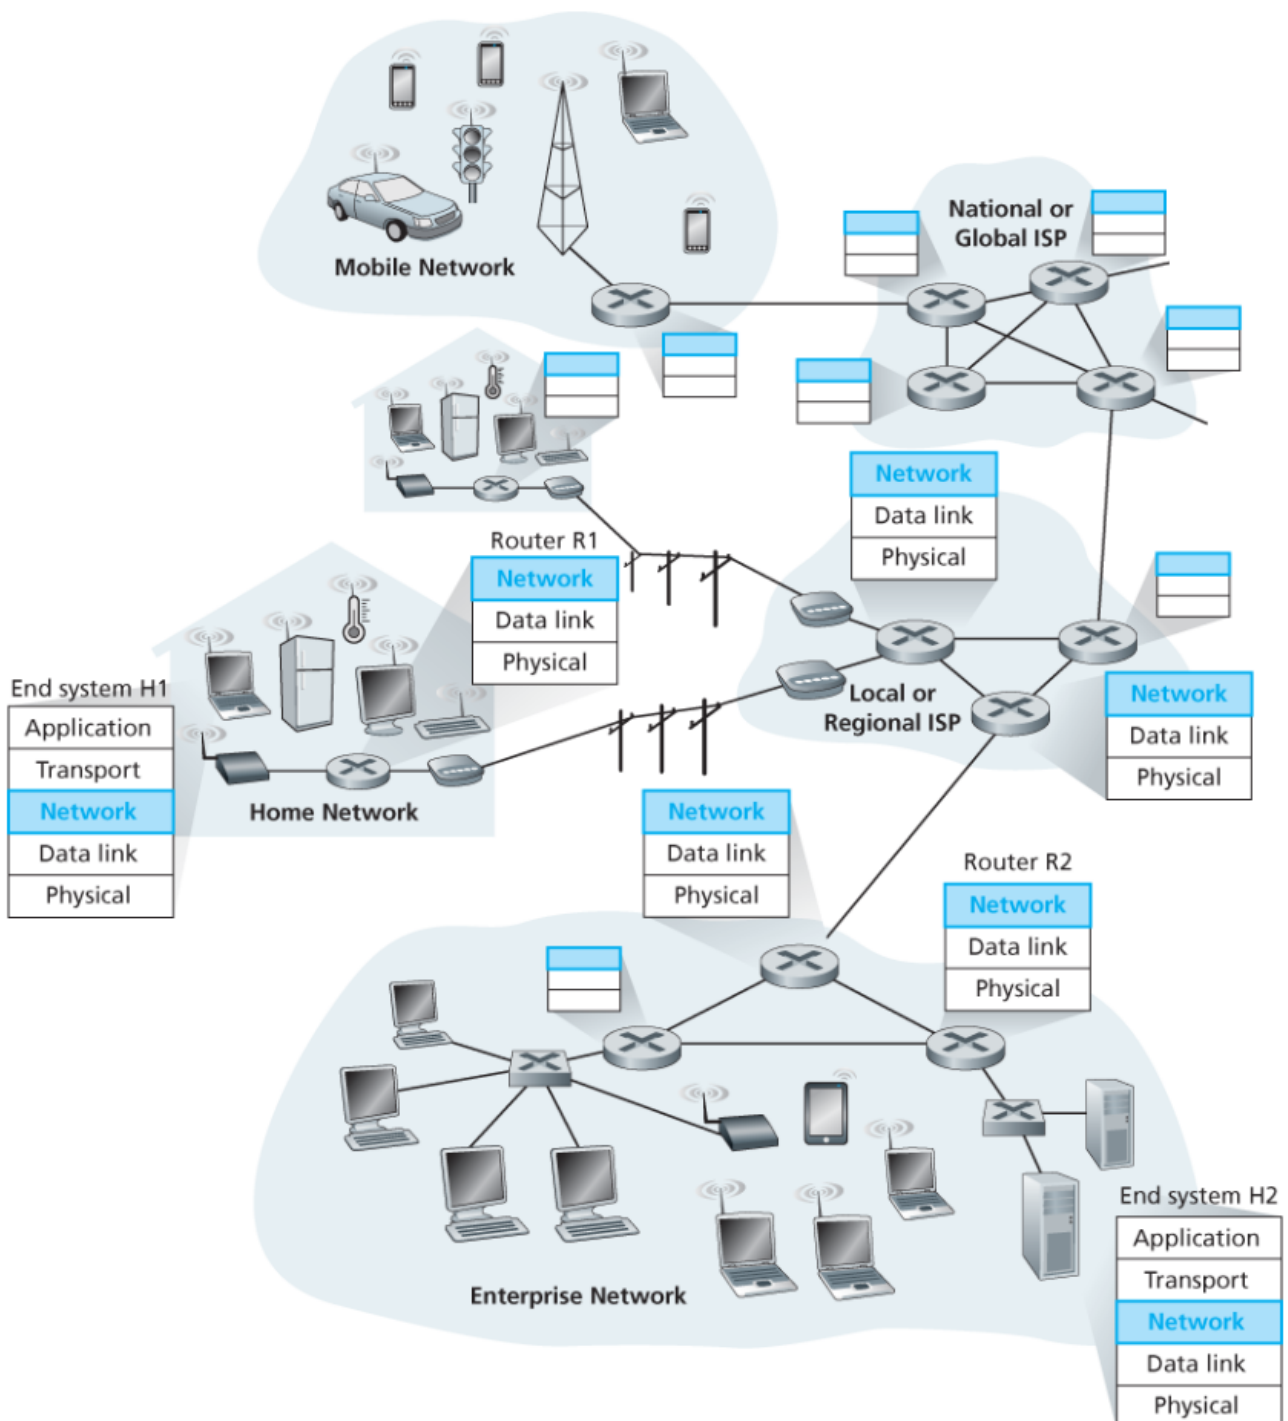 National or
Global ISP
Mobile Network
Network
Data link
Physical
Router R1
Network
Data link
Physical
End system H1
Application
Transport
Network
Data link
Physical
Home Network
Local or
Regional ISP
Network
Data link
Physical
Network
Data link
Physical
Router R2
Network
Data link
Physical
Enterprise Network
End system H2
Application
Transport
Network
Data link
Physical